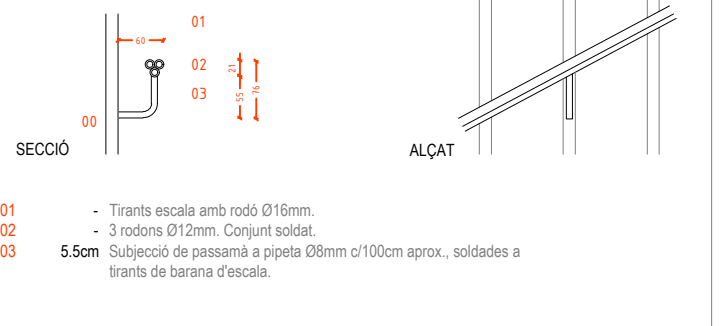 01
60
02
21
03
55
76
00
SECCIÓ
ALÇAT
01 - Tirants escala amb rodó Ø16mm.
02 - 3 rodons Ø12mm. Conjunt soldat.
03 5.5cm Subjecció de passamà a pipeta Ø8mm c/100cm aprox., soldades a
tirants de barana d'escala.